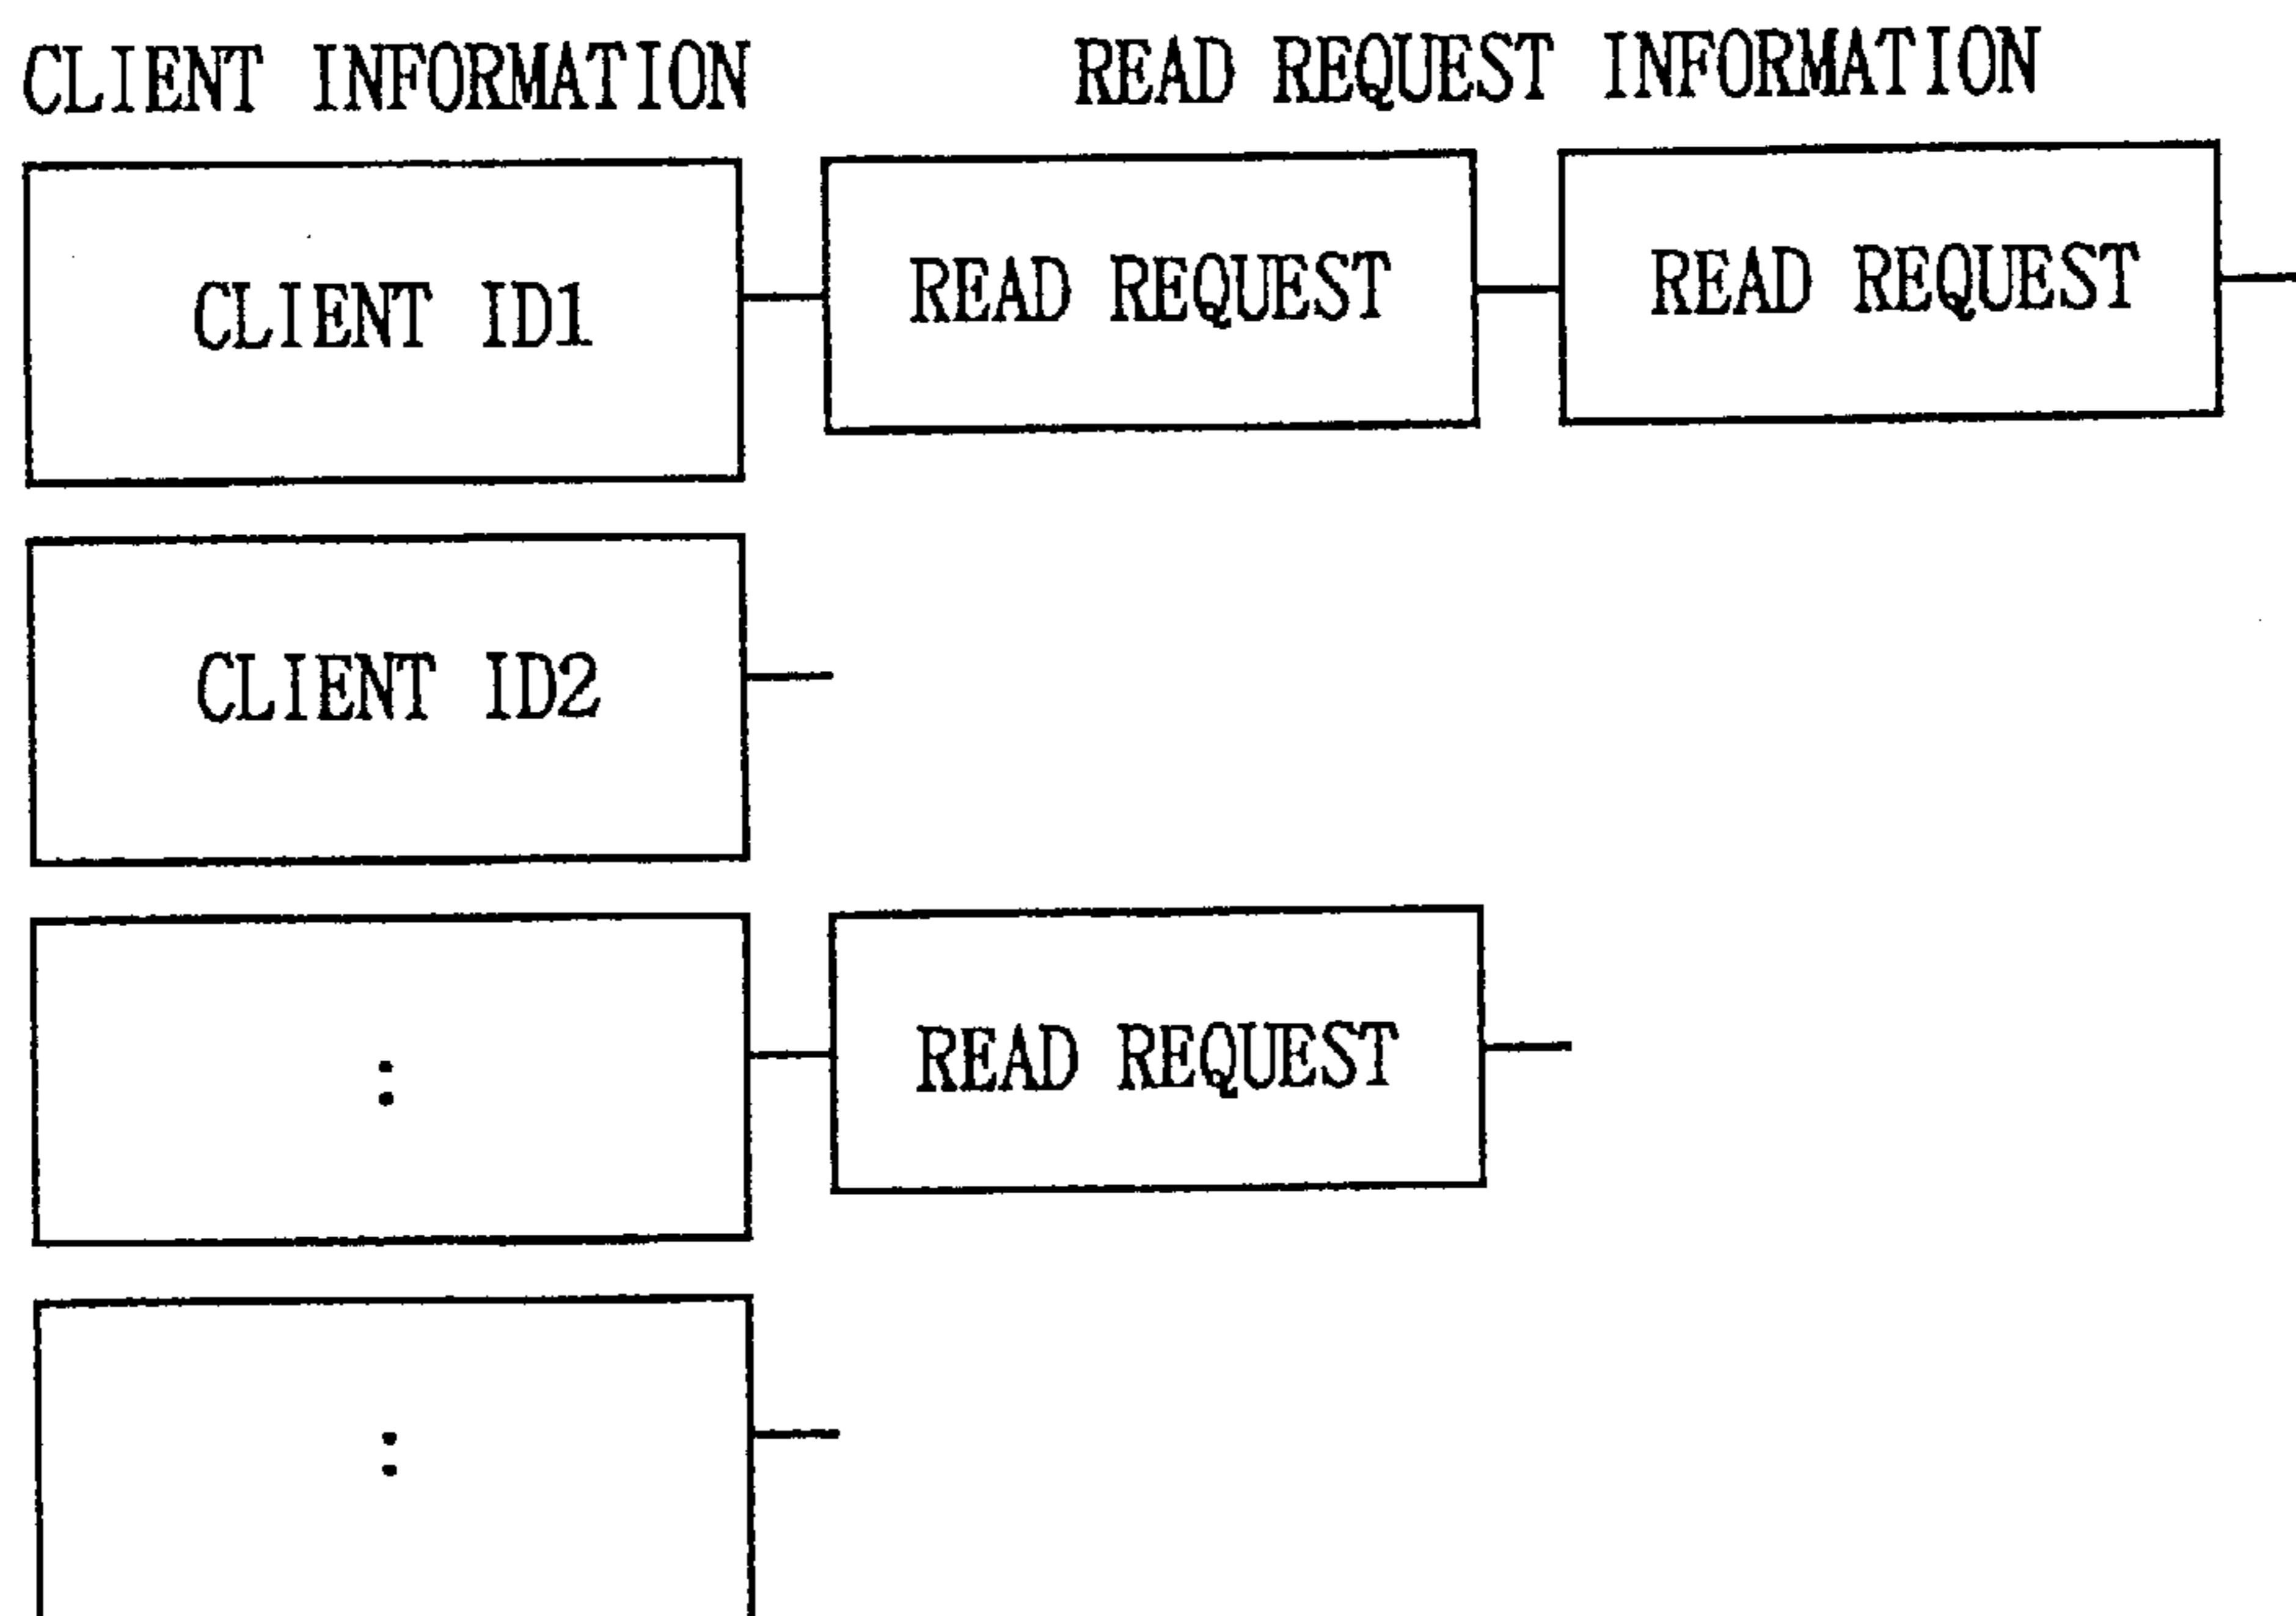 CLIENT INFORMATION
READ REQUEST INFORMATION
CLIENT ID1
READ REQUEST
READ REQUEST
CLIENT ID2
:
READ REQUEST
: